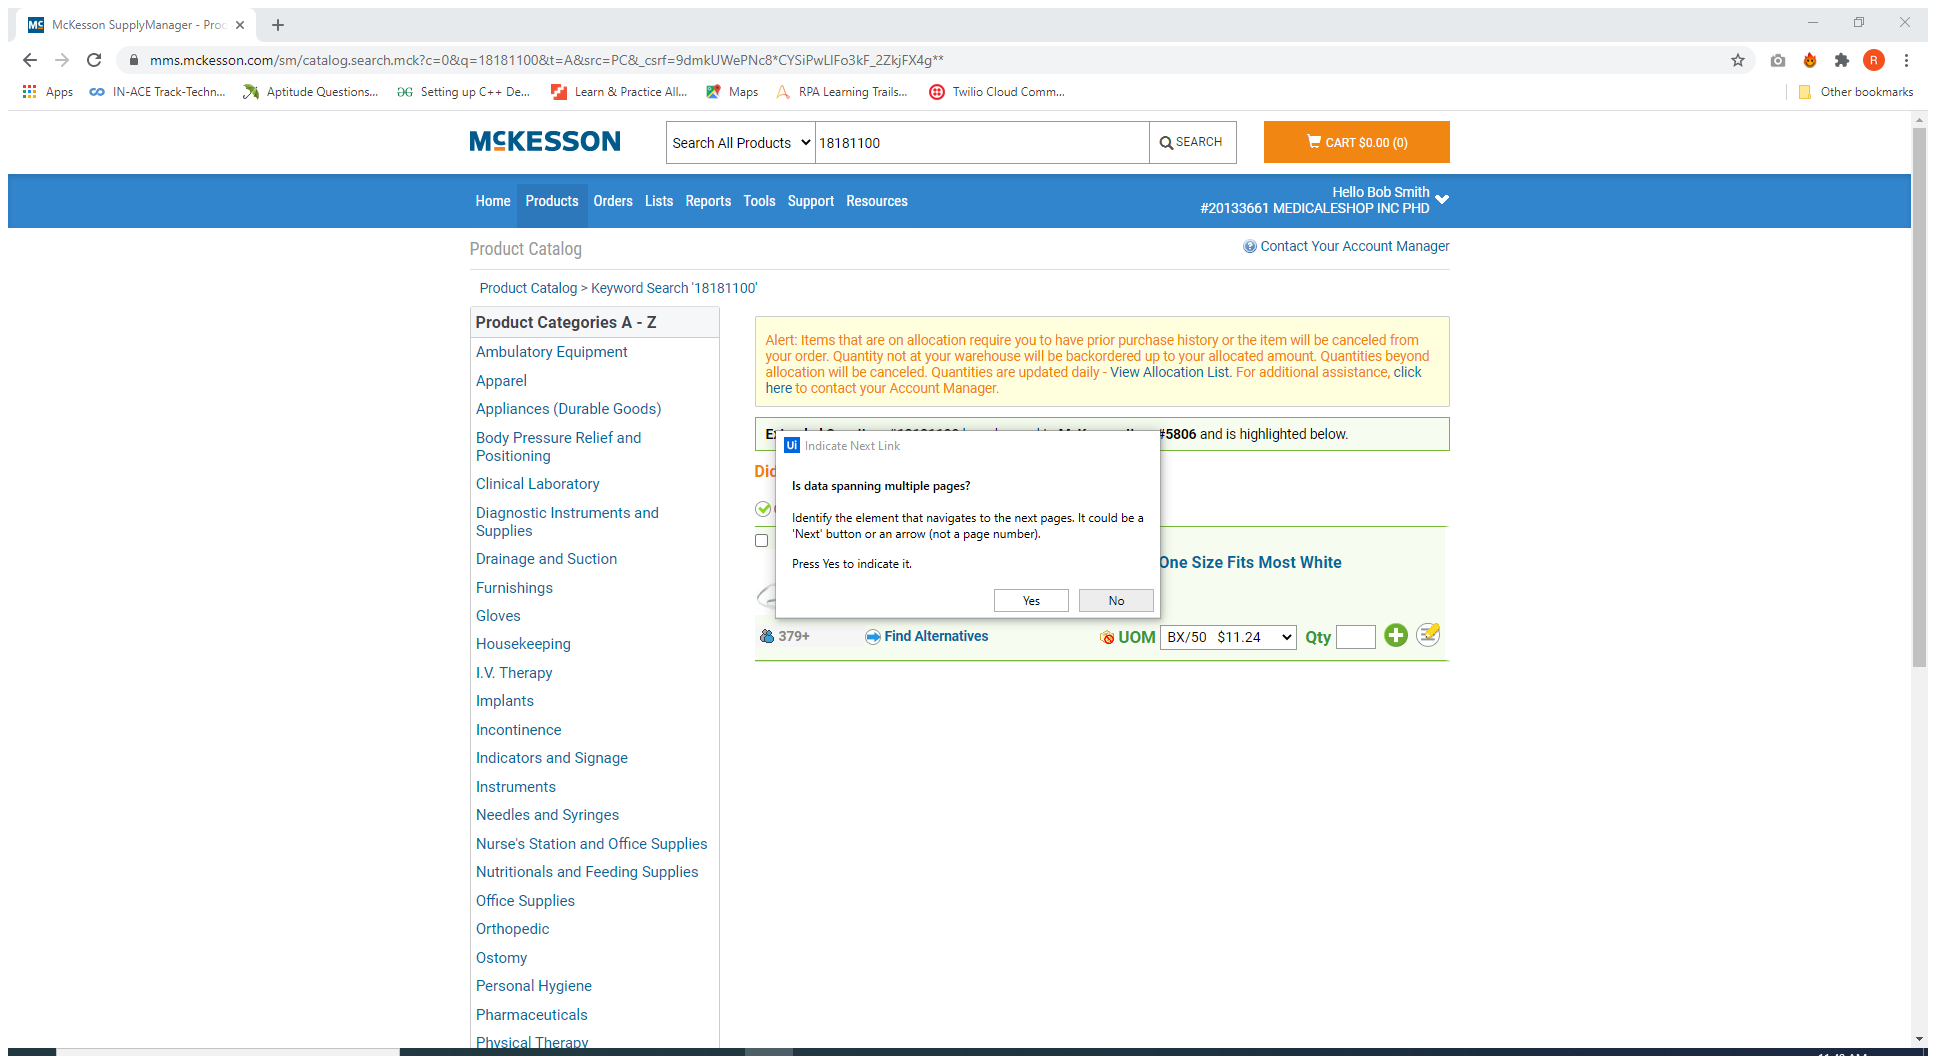 McKesson SupplyManager - Proc
mms.mckesson.com/sm/catalog.search.mck?c=0&q=18181100&t=A&src=PC&_csrf=9dmkUWePNc8*CYSiPwLIFo3kF_2ZkjFX4g**
R
Apps
IN-ACE Track-Techn...
Aptitude Questions...
Setting up C++ De...
Learn & Practice All...
Maps
RPA Learning Trails...
Twilio Cloud Comm...
Other bookmarks
MCKESSON
Search All Products
18181100
SEARCH
CART $0.00 (0)
Home Products Orders Lists Reports Tools Support Resources
Hello Bob Smith
#20133661 MEDICALESHOP INC PHD
Product Catalog
Contact Your Account Manager
Product Catalog > Keyword Search '18181100'
Product Categories A - Z
Ambulatory Equipment
Apparel
Appliances (Durable Goods)
Body Pressure Relief and
Positioning
Clinical Laboratory
Diagnostic Instruments and
Supplies
Drainage and Suction
Furnishings
Gloves
Housekeeping
I.V. Therapy
Implants
Incontinence
Indicators and Signage
Instruments
Needles and Syringes
Nurse's Station and Office Supplies
Nutritionals and Feeding Supplies
Office Supplies
Orthopedic
Ostomy
Personal Hygiene
Pharmaceuticals
Physical Therapy
Alert: Items that are on allocation require you to have prior purchase history or the item will be canceled from
your order. Quantity not at your warehouse will be backordered up to your allocated amount. Quantities beyond
allocation will be canceled. Quantities are updated daily - View Allocation List. For additional assistance, click
here to contact your Account Manager.
#5806 and is highlighted below.
Did
Ui Indicate Next Link
Is data spanning multiple pages?
Identify the element that navigates to the next pages. It could be a
'Next' button or an arrow (not a page number).
Press Yes to indicate it.
Yes
No
One Size Fits Most White
379+
Find Alternatives
UOM
BX/50 $11.24
Qty